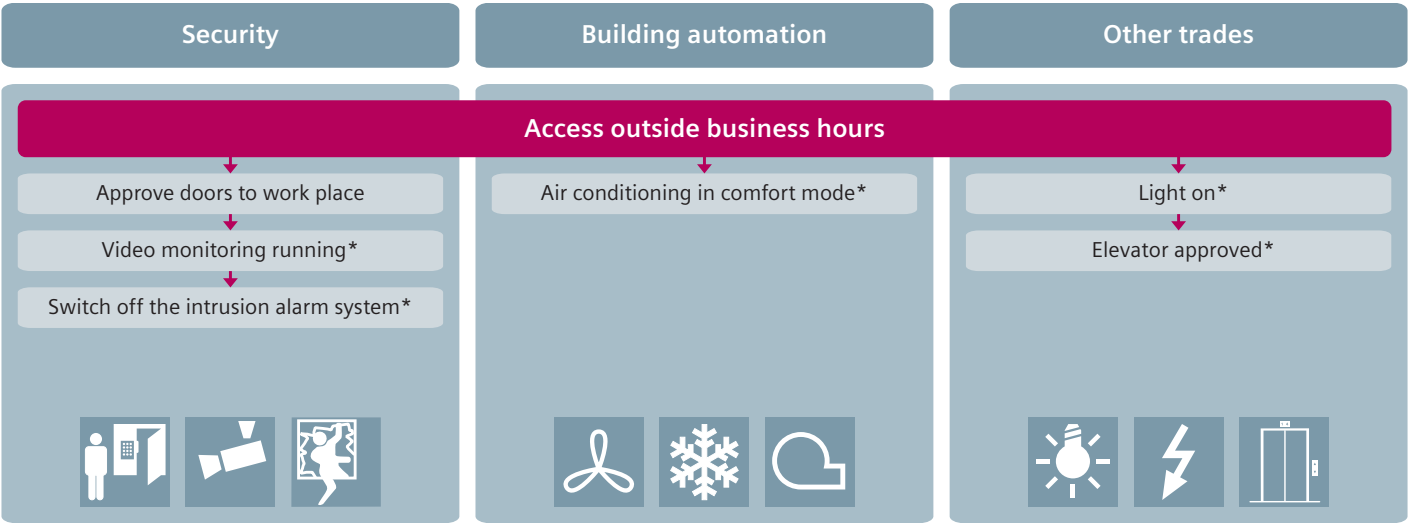 Security
Building automation
Other trades
Access outside business hours
Approve doors to work place
Video monitoring running*
Switch off the intrusion alarm system*
Air conditioning in comfort mode*
Light on*
Elevator approved*